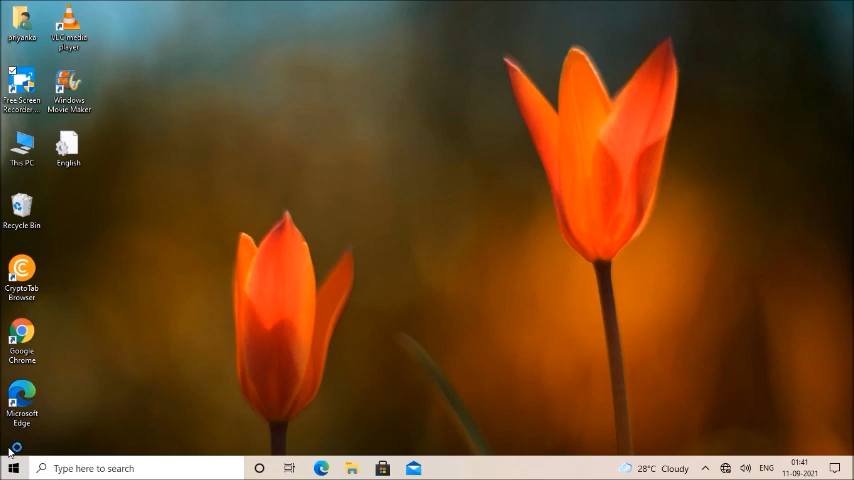 priyanka
VLC media
player
Free Screen
Recorder ...
Windows
Movie Maker
This PC
English
Recycle Bin
CryptoTab
Browser
Google
Chrome
Microsoft
Edge
Type here to search
28°C Cloudy
ENG
01:41
11-09-2021